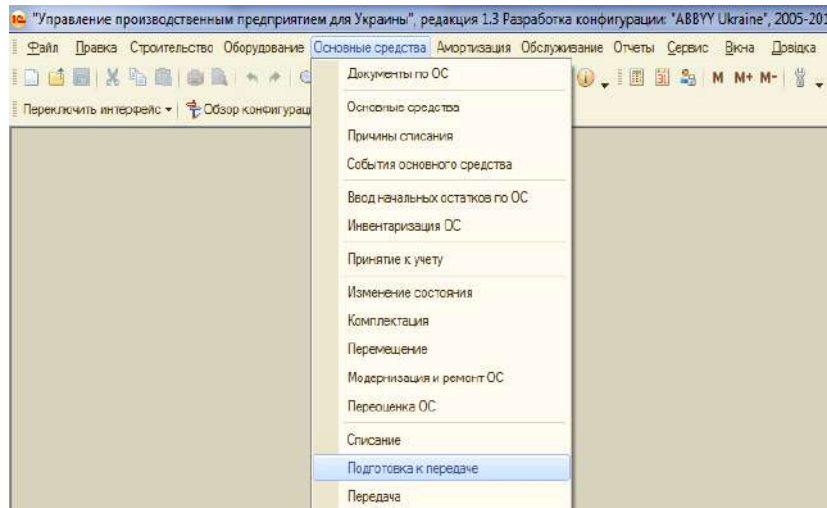 "Управление производственным предприятием для Украины", редакция 1.3 Разработка конфигурации: "ABBYY Ukraine", 2005-201
Файл Правка Строительство Оборудование Основные средства Амортизация Обслуживание Отчеты Сервис Вікна Довідка
M M+ M-
Переключить интерфейс Обзор конфигурац
Документы по ОС
Основные средства
Причины списания
События основного средства
Ввод начальных остатков по ОС
Инвентаризация ОС
Принятие к учету
Изменение состояния
Комплектация
Перемещение
Модернизация и ремонт ОС
Переоценка ОС
Списание
Подготовка к передаче
Передача